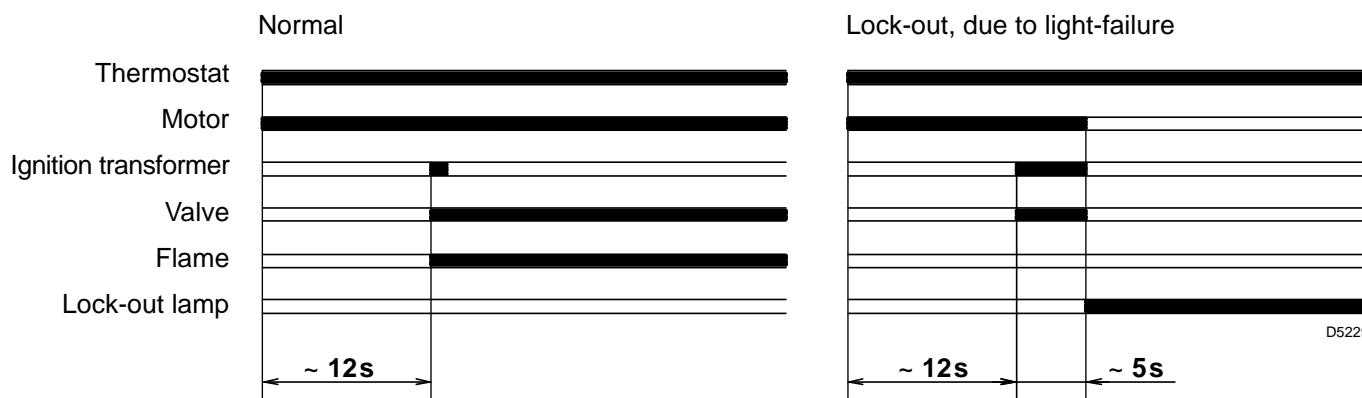 Normal
Lock-out, due to light-failure
Thermostat
Motor
Ignition transformer
Valve
Flame
Lock-out lamp
D5229
~ 12s
~ 12s
~ 5s